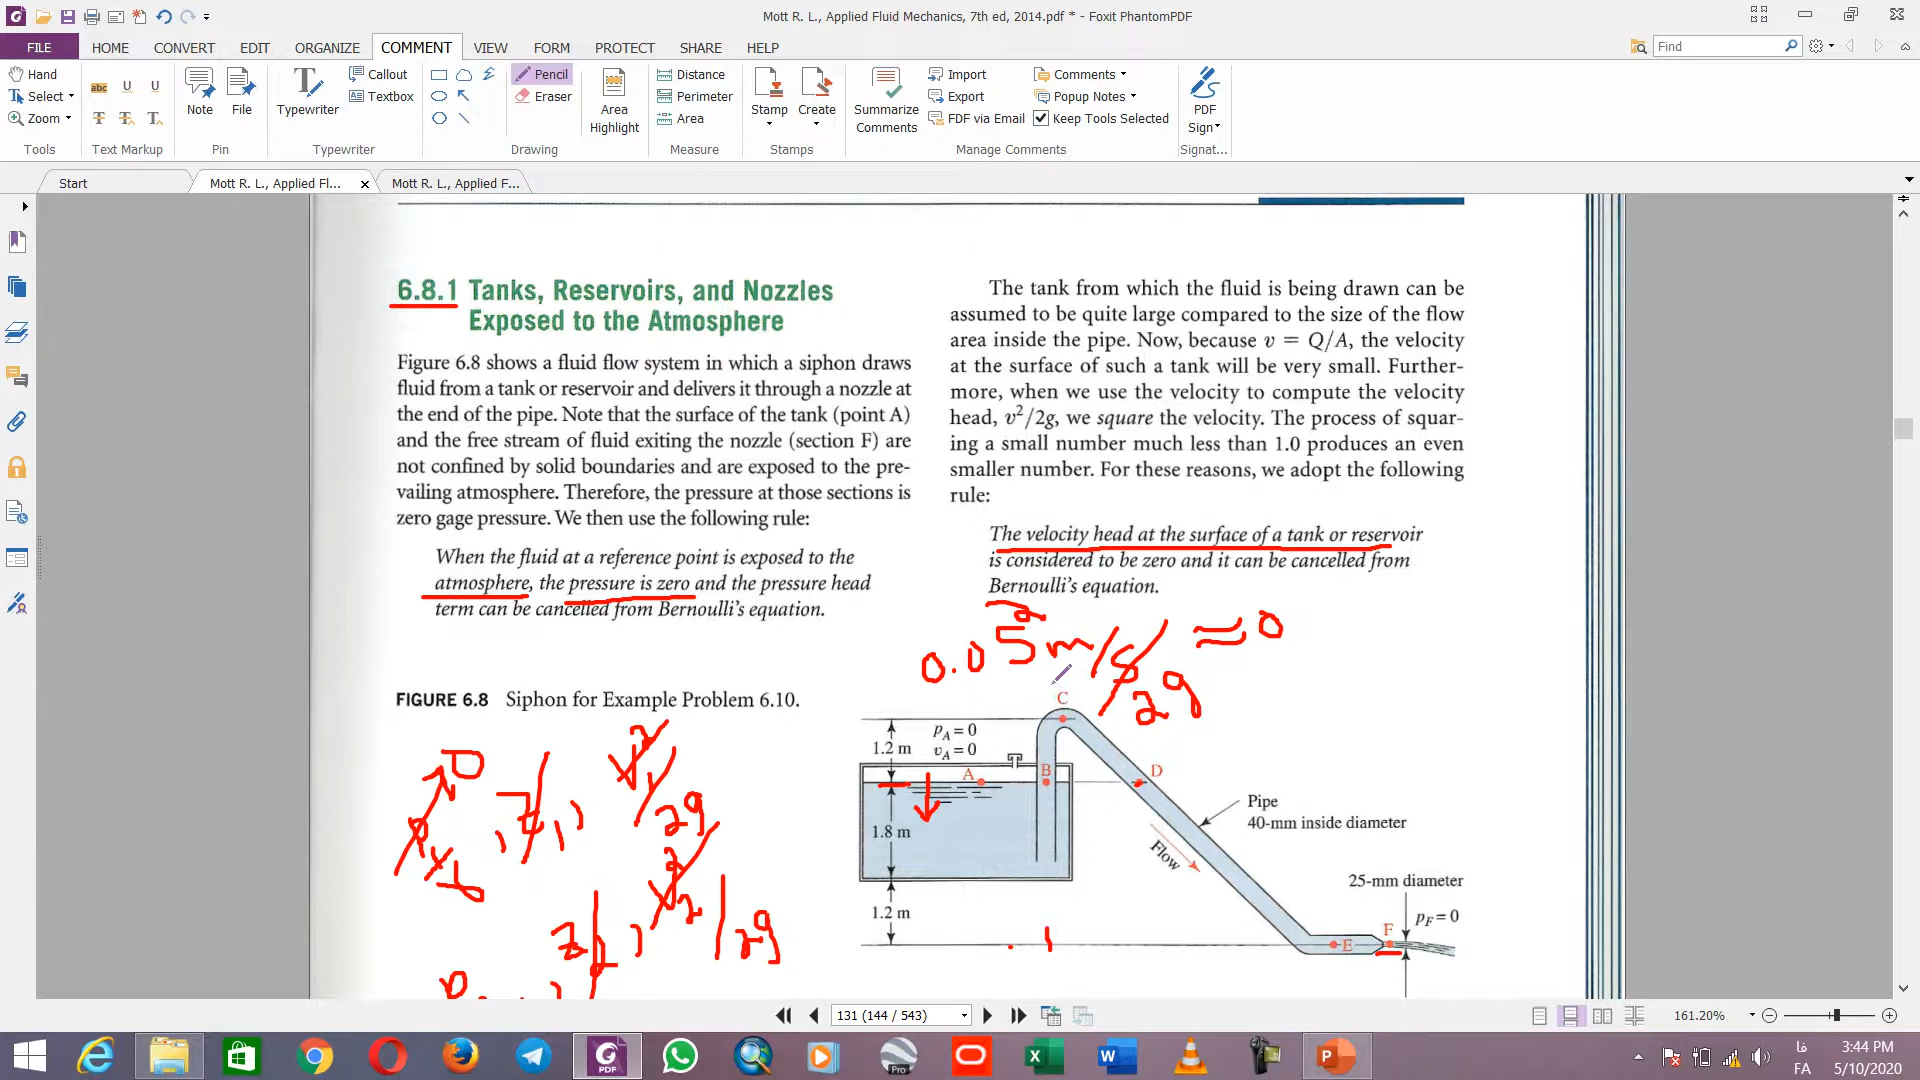 Mott R. L., Applied Fluid Mechanics, 7th ed, 2014.pdf * - Foxit PhantomPDF
FILE HOME CONVERT EDIT ORGANIZE COMMENT VIEW FORM PROTECT SHARE HELP Find
Hand
Select
Zoom
Tools
abc U U
T T T
Text Markup
Note File
Pin
Typewriter
Callout
Textbox
Typewriter
Pencil
Eraser
Drawing
Area
Highlight
Distance
Perimeter
Area
Measure
Stamp Create
Stamps
Summarize
Comments
Import
Export
FDF via Email
Comments
Popup Notes
Keep Tools Selected
Manage Comments
PDF
Sign
Signat...
Start Mott R. L., Applied Fl... x Mott R. L., Applied F...
6.8.1 Tanks, Reservoirs, and Nozzles
Exposed to the Atmosphere
Figure 6.8 shows a fluid flow system in which a siphon draws
fluid from a tank or reservoir and delivers it through a nozzle at
the end of the pipe. Note that the surface of the tank (point A)
and the free stream of fluid exiting the nozzle (section F) are
not confined by solid boundaries and are exposed to the pre-
vailing atmosphere. Therefore, the pressure at those sections is
zero gage pressure. We then use the following rule:
When the fluid at a reference point is exposed to the
atmosphere, the pressure is zero and the pressure head
term can be cancelled from Bernoulli's equation.
The tank from which the fluid is being drawn can be
assumed to be quite large compared to the size of the flow
area inside the pipe. Now, because v = Q/A, the velocity
at the surface of such a tank will be very small. Further-
more, when we use the velocity to compute the velocity
head, v²/2g, we square the velocity. The process of squar-
ing a small number much less than 1.0 produces an even
smaller number. For these reasons, we adopt the following
rule:
The velocity head at the surface of a tank or reservoir
is considered to be zero and it can be cancelled from
Bernoulli's equation.
0.05 m/s ≈ 0
2g
FIGURE 6.8 Siphon for Example Problem 6.10.
C
1.2 m
pA = 0
vA = 0
A
B
D
1.8 m
Flow
Pipe
40-mm inside diameter
25-mm diameter
1.2 m
pF = 0
E
F
2g
2g
131 (144 / 543)
161.20%
PDF
Pro
فا
FA
3:44 PM
5/10/2020